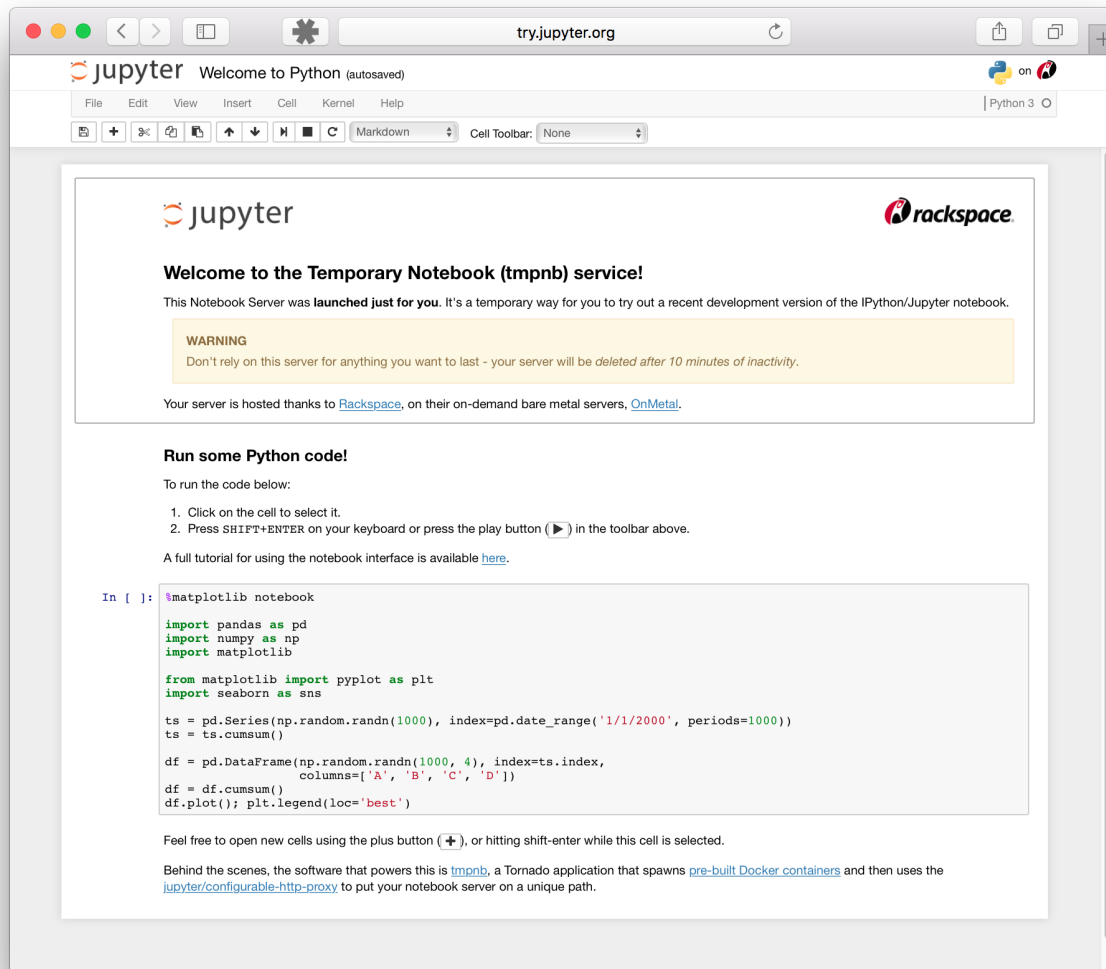 try.jupyter.org
jupyter Welcome to Python (autosaved) on
File Edit View Insert Cell Kernel Help Python 3
Markdown Cell Toolbar: None
jupyter rackspace.
Welcome to the Temporary Notebook (tmpnb) service!
This Notebook Server was launched just for you. It's a temporary way for you to try out a recent development version of the IPython/Jupyter notebook.
WARNING
Don't rely on this server for anything you want to last - your server will be deleted after 10 minutes of inactivity.
Your server is hosted thanks to Rackspace, on their on-demand bare metal servers, OnMetal.
Run some Python code!
To run the code below:
1. Click on the cell to select it.
2. Press SHIFT+ENTER on your keyboard or press the play button (▶) in the toolbar above.
A full tutorial for using the notebook interface is available here.
In [ ]: %matplotlib notebook
import pandas as pd
import numpy as np
import matplotlib
from matplotlib import pyplot as plt
import seaborn as sns
ts = pd.Series(np.random.randn(1000), index=pd.date_range('1/1/2000', periods=1000))
ts = ts.cumsum()
df = pd.DataFrame(np.random.randn(1000, 4), index=ts.index,
columns=['A', 'B', 'C', 'D'])
df = df.cumsum()
df.plot(); plt.legend(loc='best')
Feel free to open new cells using the plus button (+), or hitting shift-enter while this cell is selected.
Behind the scenes, the software that powers this is tmpnb, a Tornado application that spawns pre-built Docker containers and then uses the
jupyter/configurable-http-proxy to put your notebook server on a unique path.